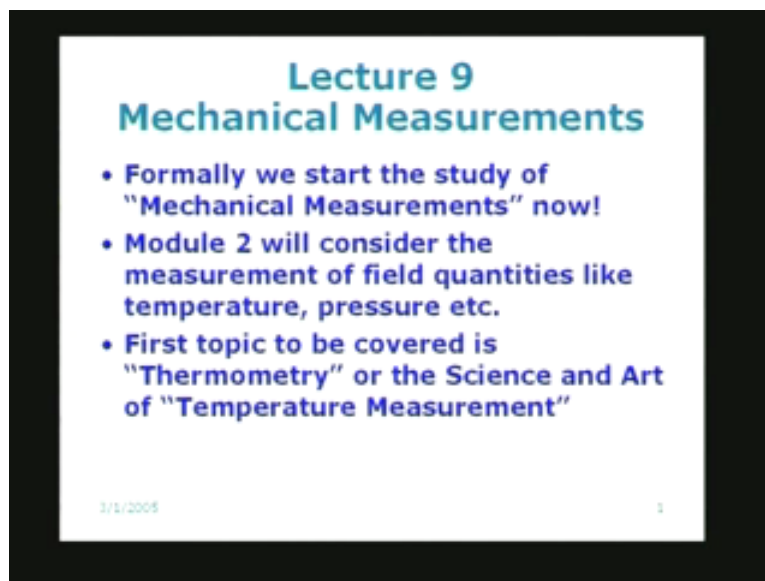 Lecture 9
Mechanical Measurements
• Formally we start the study of
“Mechanical Measurements” now!
• Module 2 will consider the
measurement of field quantities like
temperature, pressure etc.
• First topic to be covered is
“Thermometry” or the Science and Art
of “Temperature Measurement”
3/1/2005 1